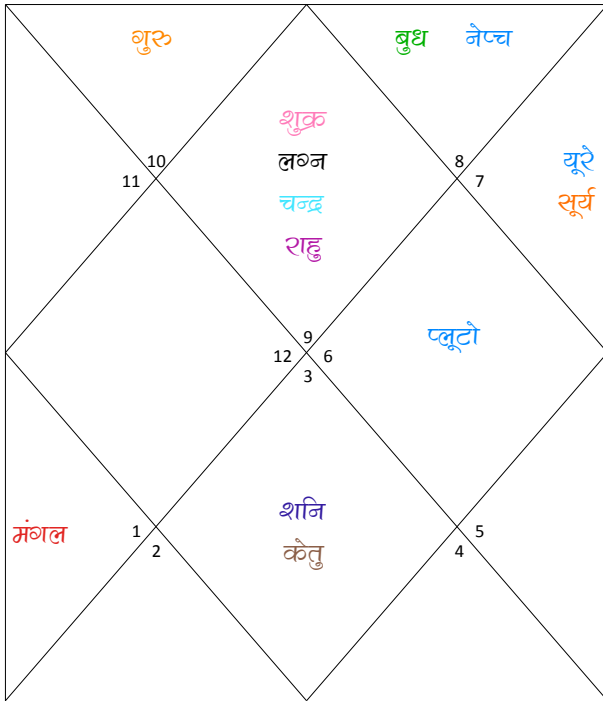 गुरु
बुध नेप्च
शुक्र
लग्न
चन्द्र
राहु
10
11
8
7
यूरे
सूर्य
प्लूटो
9
12 6
3
शनि
केतु
मंगल
1
2
5
4